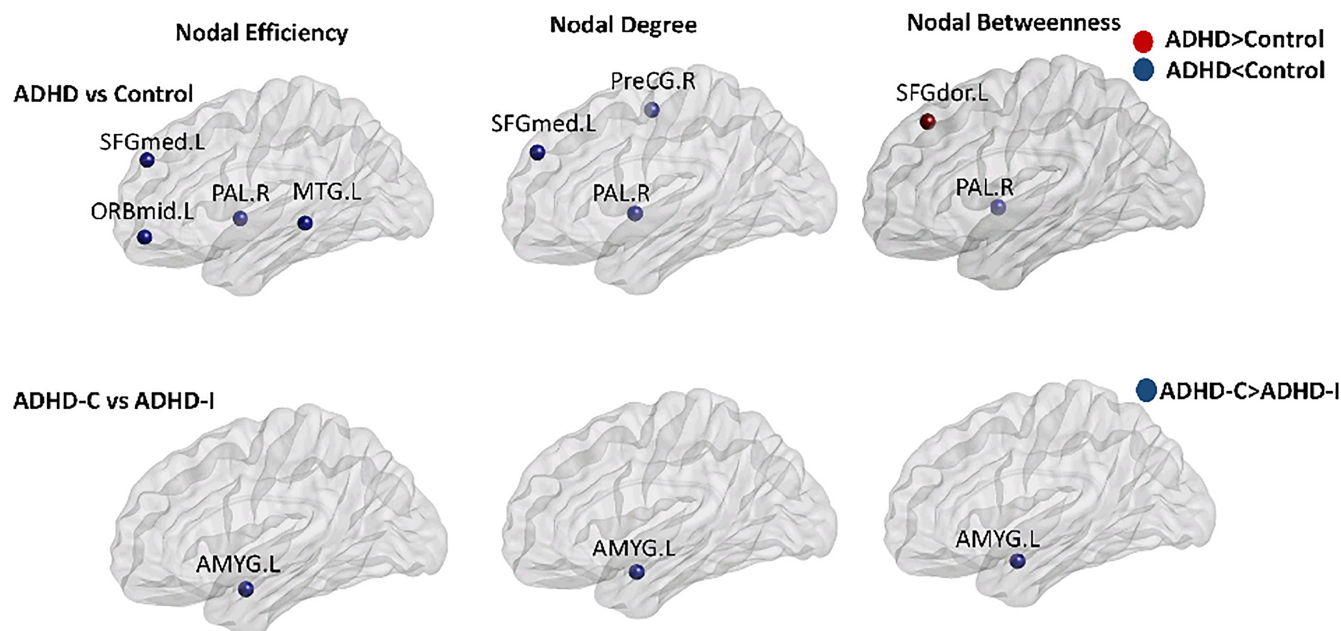 Nodal Efficiency
Nodal Degree
Nodal Betweenness
ADHD>Control
ADHD<Control
ADHD vs Control
SFGmed.L
ORBmid.L
PAL.R
MTG.L
PreCG.R
SFGmed.L
PAL.R
SFGdor.L
PAL.R
ADHD-C vs ADHD-I
ADHD-C>ADHD-I
AMYG.L
AMYG.L
AMYG.L